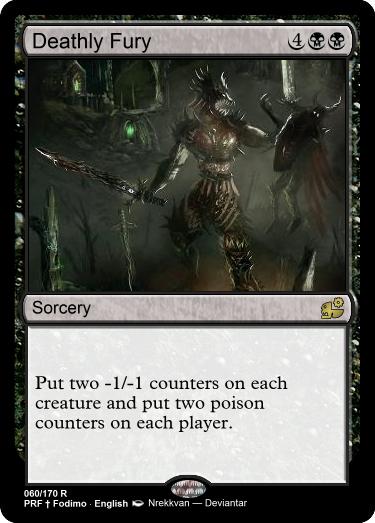 Deathly Fury 4
Sorcery
Put two -1/-1 counters on each
creature and put two poison
counters on each player.
060/170 R
PRF † Fodimo · English Nrekkvan — Deviantar